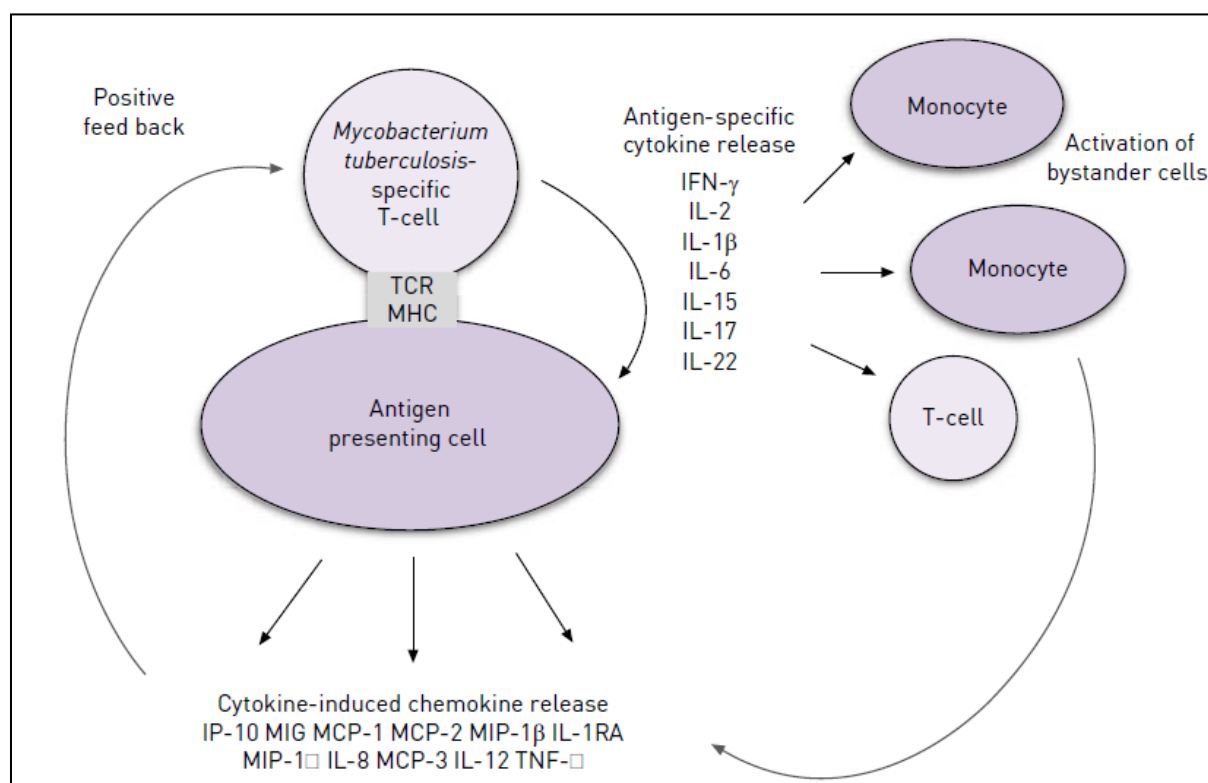 Positive
feed back
Mycobacterium
tuberculosis-
specific
T-cell
TCR
MHC
Antigen
presenting cell
Antigen-specific
cytokine release
IFN-γ
IL-2
IL-1β
IL-6
IL-15
IL-17
IL-22
Monocyte
Activation of
bystander cells
Monocyte
T-cell
Cytokine-induced chemokine release
IP-10 MIG MCP-1 MCP-2 MIP-1β IL-1RA
MIP-1□ IL-8 MCP-3 IL-12 TNF-□